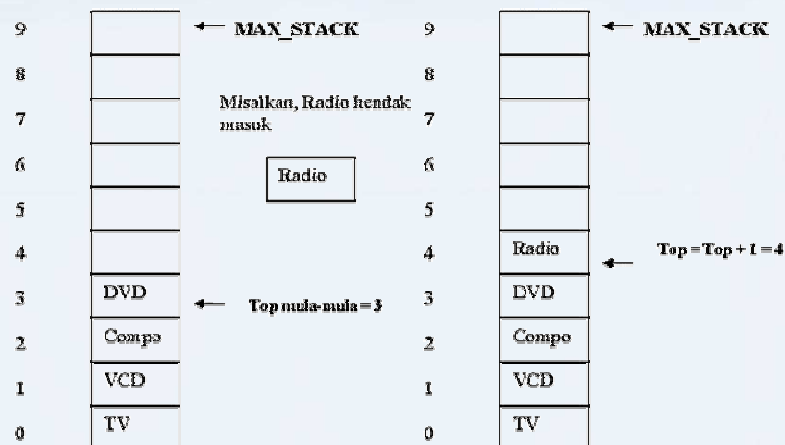 9
MAX_STACK
8
7
6
5
4
3
2
1
0
Misalkan, Radio hendak
masuk
Radio
DVD
Compo
VCD
TV
Top mula-mula = 3
9
MAX_STACK
8
7
6
5
4
3
2
1
0
Radio
DVD
Compo
VCD
TV
Top = Top + 1 = 4